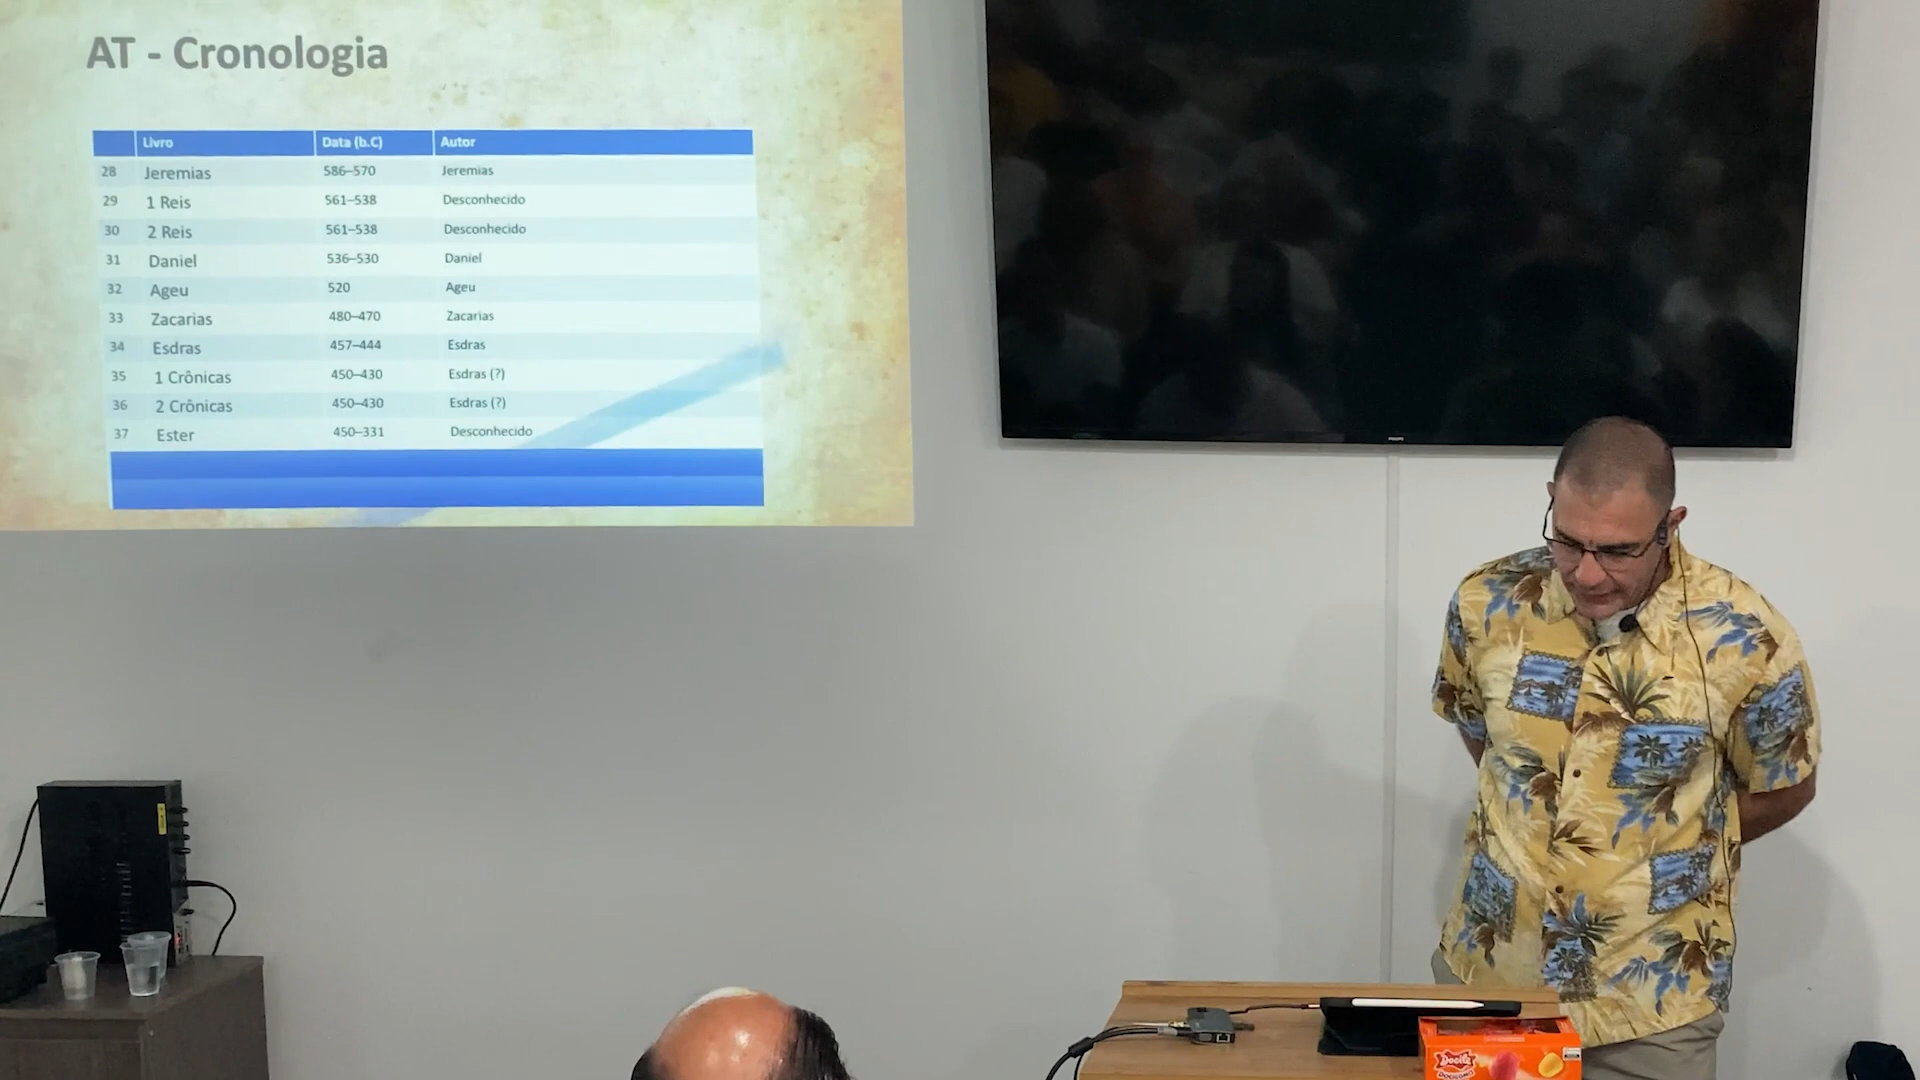 AT - Cronologia
Livro Data (b.C) Autor
28 Jeremias 586–570 Jeremias
29 1 Reis 561–538 Desconhecido
30 2 Reis 561–538 Desconhecido
31 Daniel 536–530 Daniel
32 Ageu 520 Ageu
33 Zacarias 480–470 Zacarias
34 Esdras 457–444 Esdras
35 1 Crônicas 450–430 Esdras (?)
36 2 Crônicas 450–430 Esdras (?)
37 Ester 450–331 Desconhecido
PHILIPS
Docile